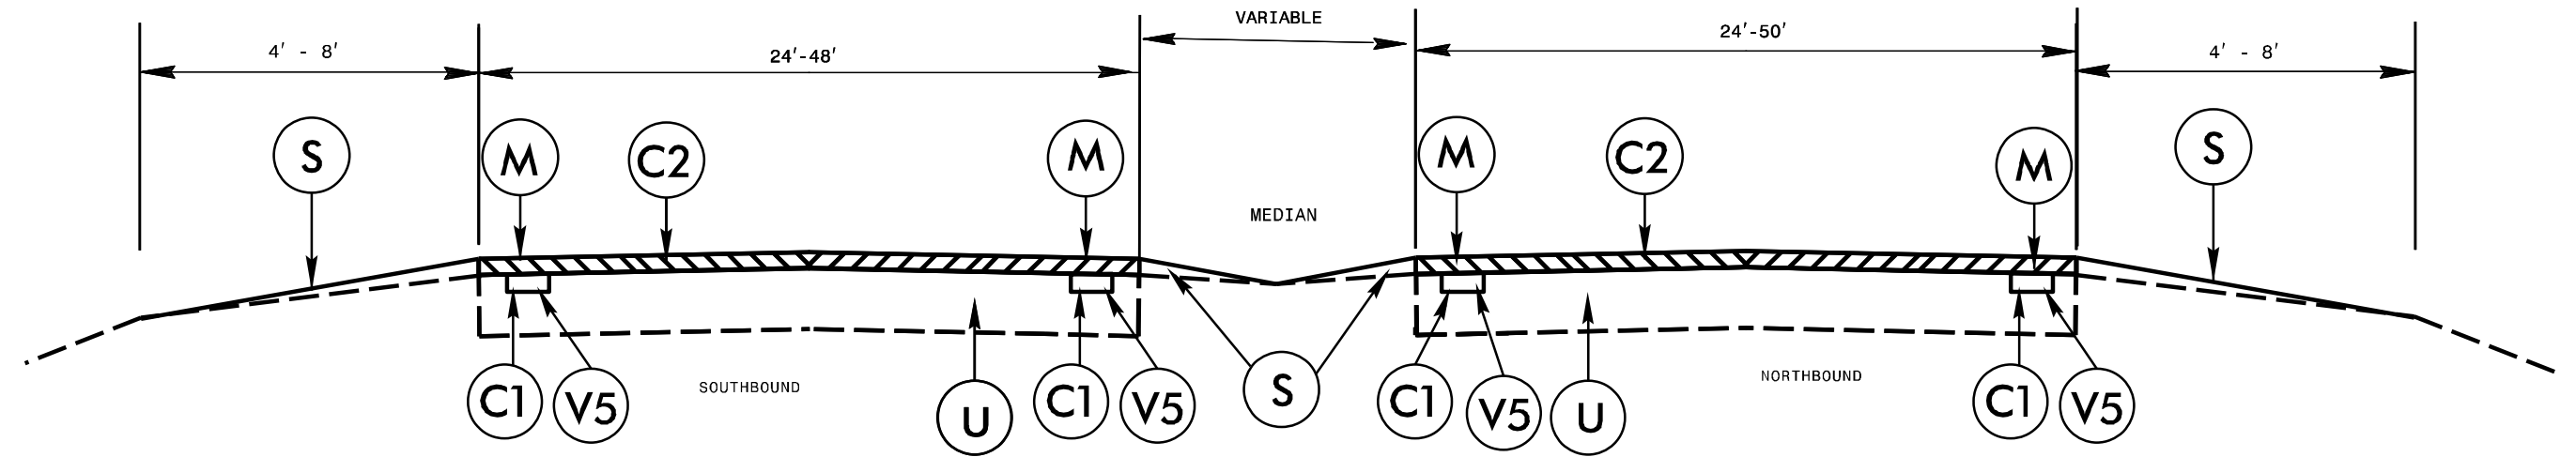 4' - 8'
24'-48'
VARIABLE
24'-50'
4' - 8'
S
M
C2
M
M
C2
M
S
MEDIAN
C1
V5
SOUTHBOUND
U
C1
V5
S
C1
V5
U
NORTHBOUND
C1
V5